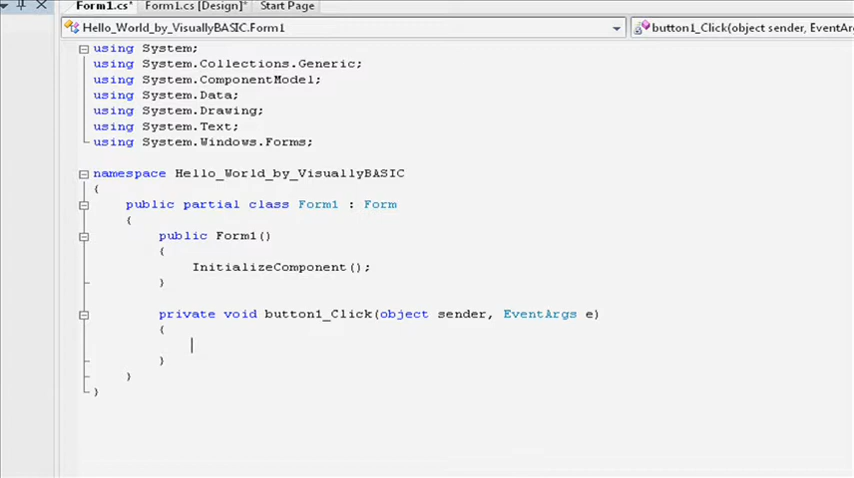 Form1.cs* Form1.cs [Design]* Start Page
Hello_World_by_VisuallyBASIC.Form1 button1_Click(object sender, EventAr
using System;
using System.Collections.Generic;
using System.ComponentModel;
using System.Data;
using System.Drawing;
using System.Text;
using System.Windows.Forms;
namespace Hello_World_by_VisuallyBASIC
{
public partial class Form1 : Form
{
public Form1()
{
InitializeComponent();
}
private void button1_Click(object sender, EventArgs e)
{
}
}
}